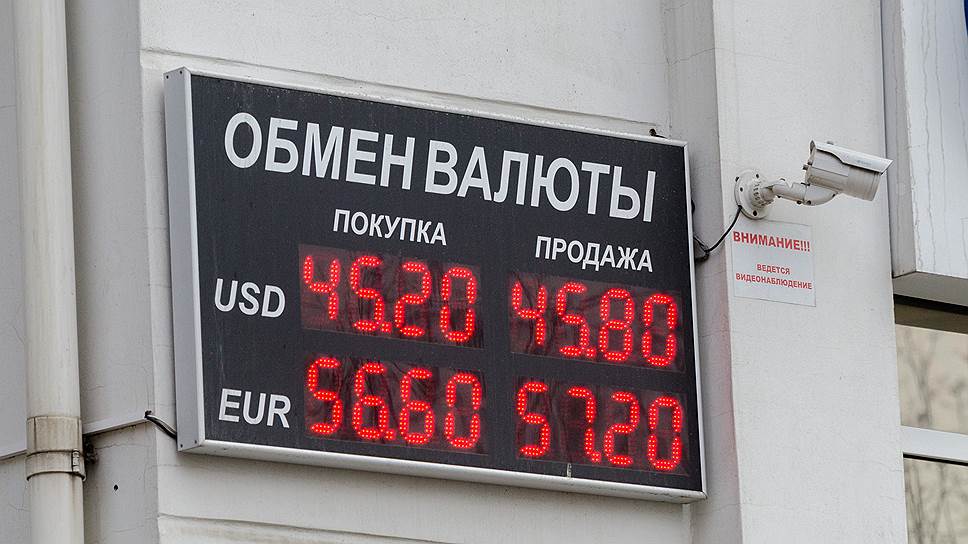 ОБМЕН ВАЛЮТЫ
ПОКУПКА ПРОДАЖА
USD 45.20 45.80
EUR 56.60 57.20
ВНИМАНИЕ!!!
ВЕДЕТСЯ
ВИДЕОНАБЛЮДЕНИЕ